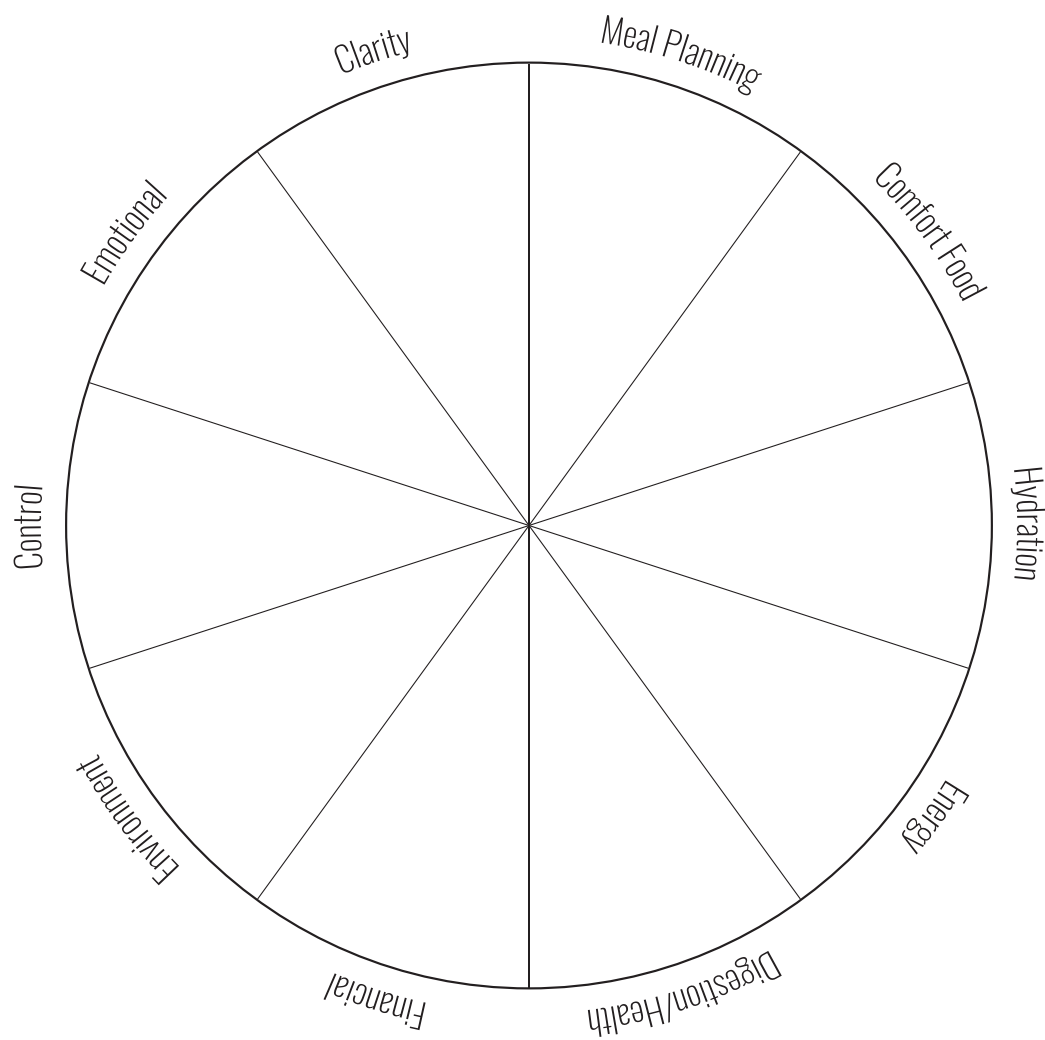 Meal Planning
Comfort Food
Hydration
Energy
Digestion/Health
Financial
Environment
Control
Emotional
Clarity